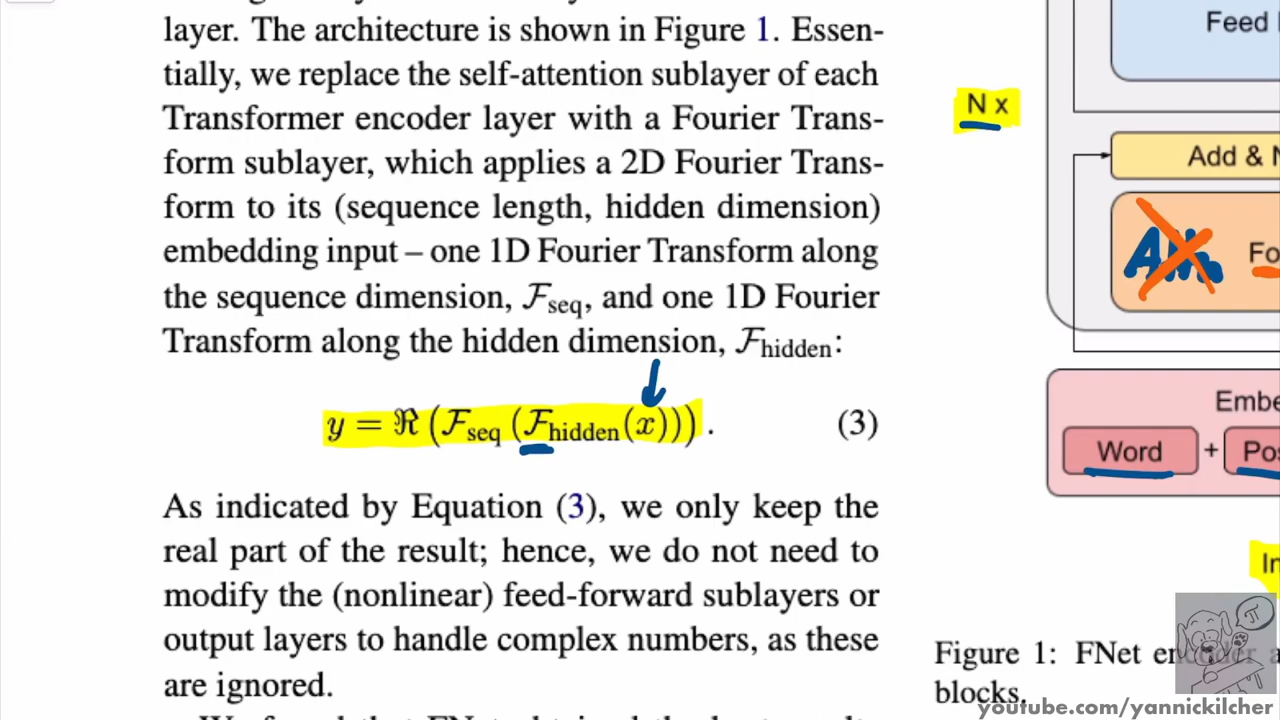 layer. The architecture is shown in Figure 1. Essen-
tially, we replace the self-attention sublayer of each
Transformer encoder layer with a Fourier Trans-
form sublayer, which applies a 2D Fourier Trans-
form to its (sequence length, hidden dimension)
embedding input – one 1D Fourier Transform along
the sequence dimension, ℱseq, and one 1D Fourier
Transform along the hidden dimension, ℱhidden:
y = ℜ (ℱseq (ℱhidden(x))) . (3)
As indicated by Equation (3), we only keep the
real part of the result; hence, we do not need to
modify the (nonlinear) feed-forward sublayers or
output layers to handle complex numbers, as these
are ignored.
Feed
N x
Add &
Fo
Embe
Word + Pos
In
Figure 1: FNet
blocks.
youtube.com/yannickilcher